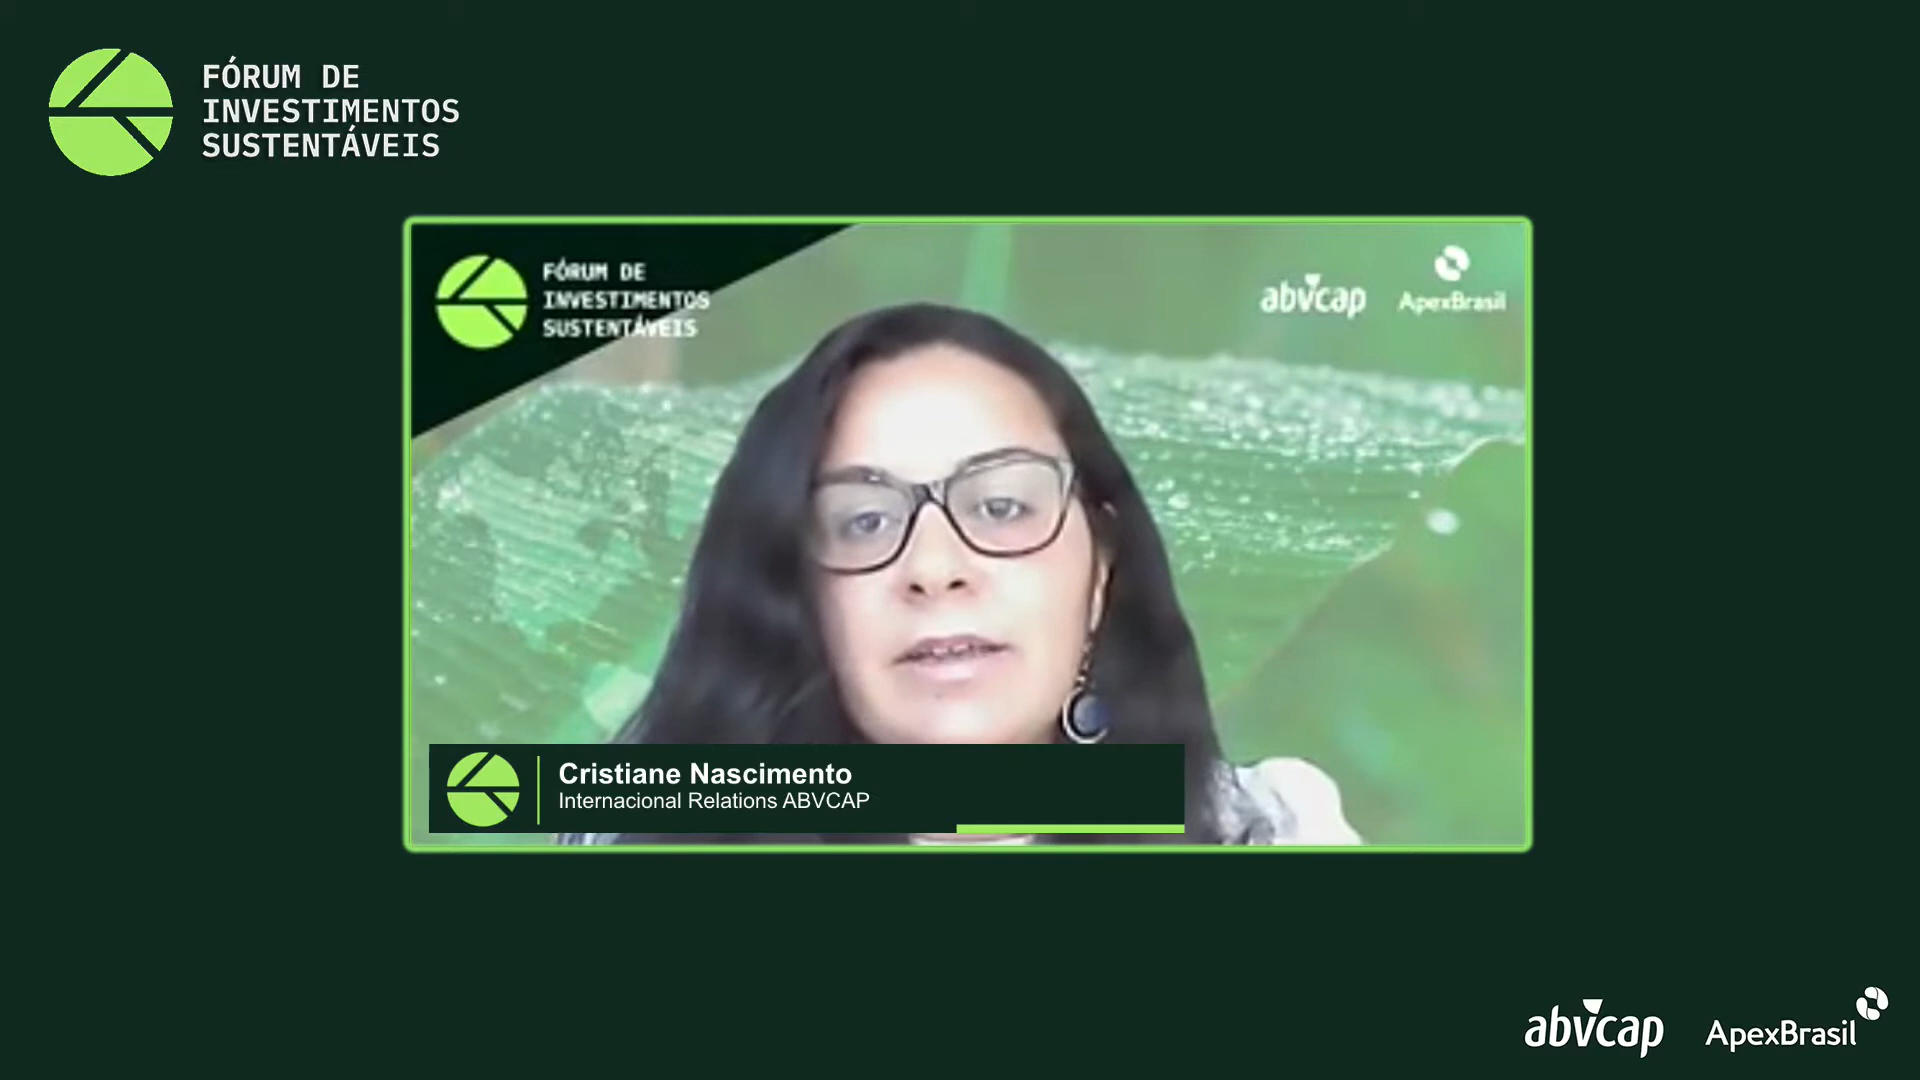 FÓRUM DE
INVESTIMENTOS
SUSTENTÁVEIS
FÓRUM DE
INVESTIMENTOS
SUSTENTÁVEIS
abvcap
ApexBrasil
Cristiane Nascimento
Internacional Relations ABVCAP
abvcap
ApexBrasil